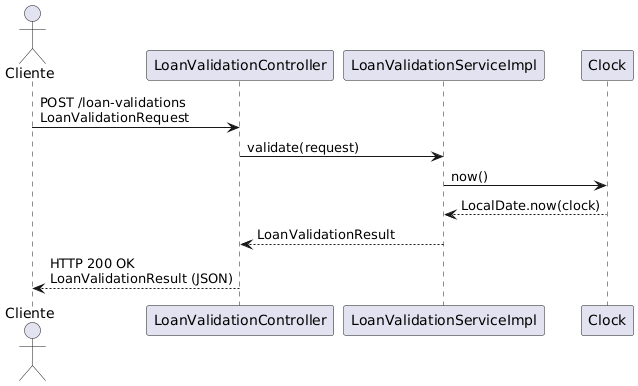 Cliente
LoanValidationController
LoanValidationServiceImpl
Clock
POST /loan-validations
LoanValidationRequest
validate(request)
now()
LocalDate.now(clock)
LoanValidationResult
HTTP 200 OK
LoanValidationResult (JSON)
Cliente
LoanValidationController
LoanValidationServiceImpl
Clock